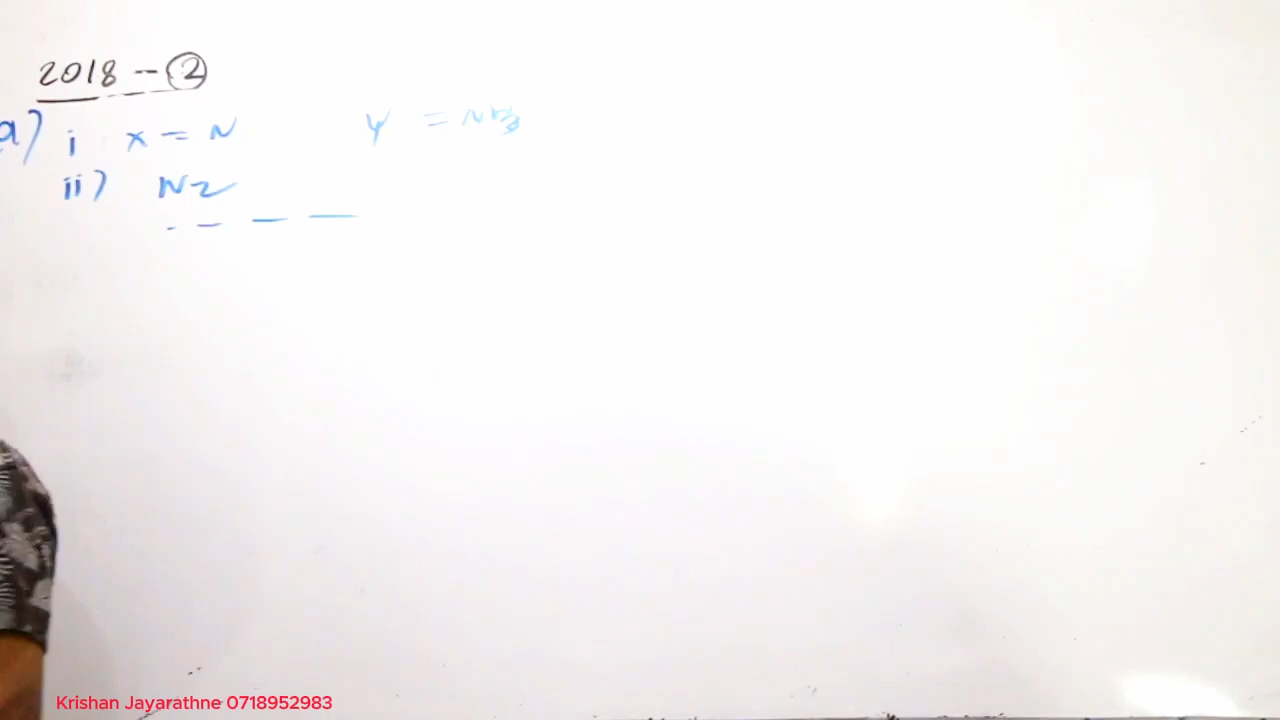 2018 -- ②
a) i x = N Y = NH3
ii) N2
Krishan Jayarathne 0718952983